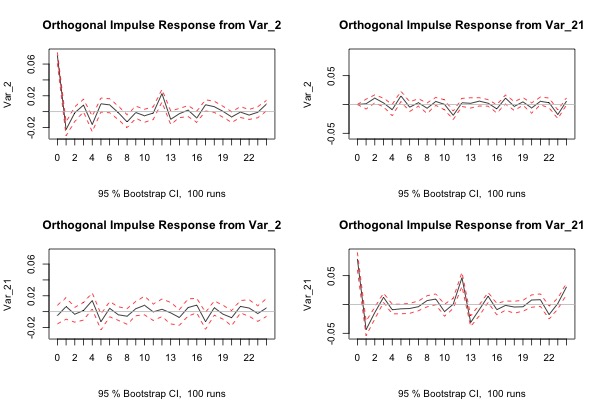 Orthogonal Impulse Response from Var_2
Var_2
0.06
0.02
-0.02
0 2 4 6 8 10 13 16 19 22
95 % Bootstrap CI, 100 runs
Orthogonal Impulse Response from Var_21
Var_2
0.05
-0.05
0 2 4 6 8 10 13 16 19 22
95 % Bootstrap CI, 100 runs
Orthogonal Impulse Response from Var_2
Var_21
0.06
0.02
-0.02
0 2 4 6 8 10 13 16 19 22
95 % Bootstrap CI, 100 runs
Orthogonal Impulse Response from Var_21
Var_21
0.05
-0.05
0 2 4 6 8 10 13 16 19 22
95 % Bootstrap CI, 100 runs